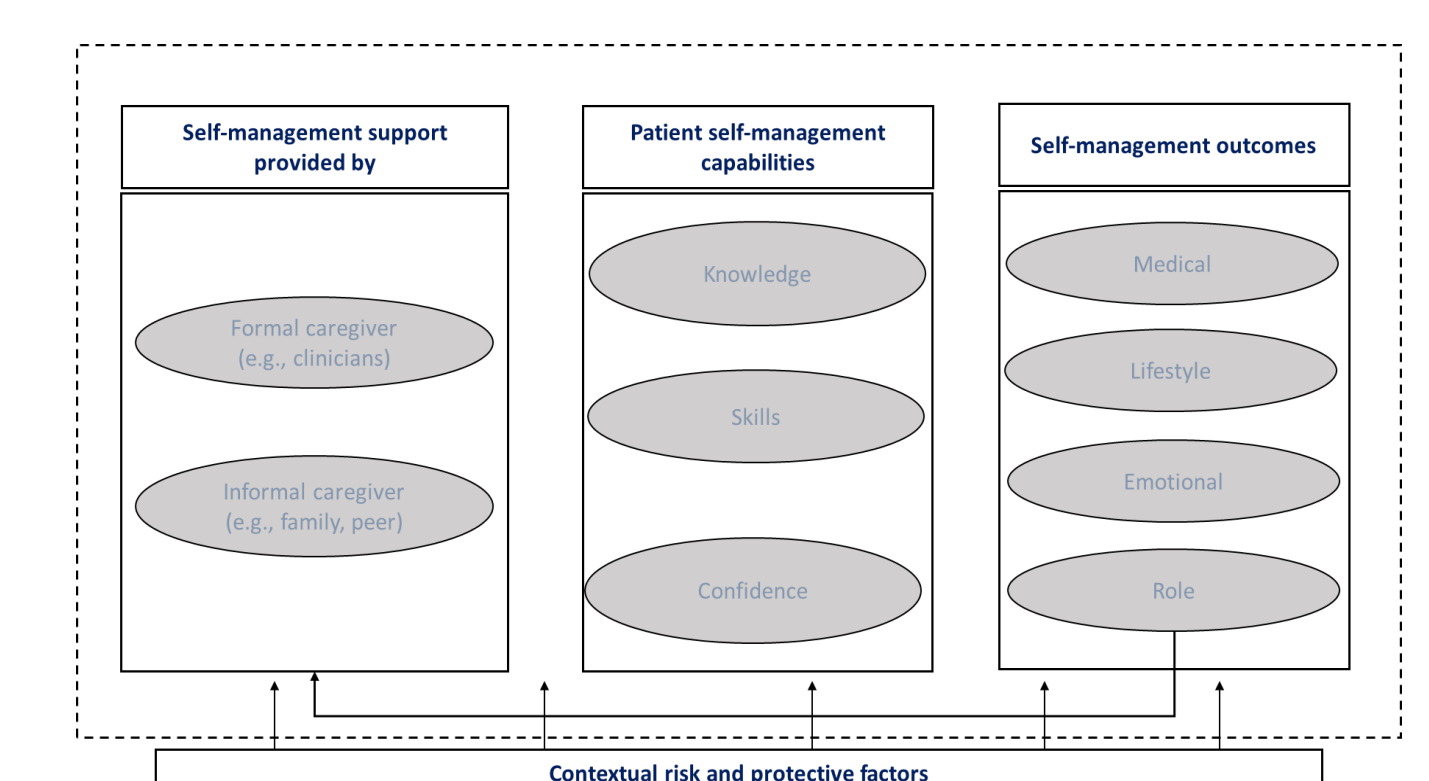 Self-management support
provided by
Formal caregiver
(e.g., clinicians)
Informal caregiver
(e.g., family, peer)
Patient self-management
capabilities
Knowledge
Skills
Confidence
Self-management outcomes
Medical
Lifestyle
Emotional
Role
Contextual risk and protective factors